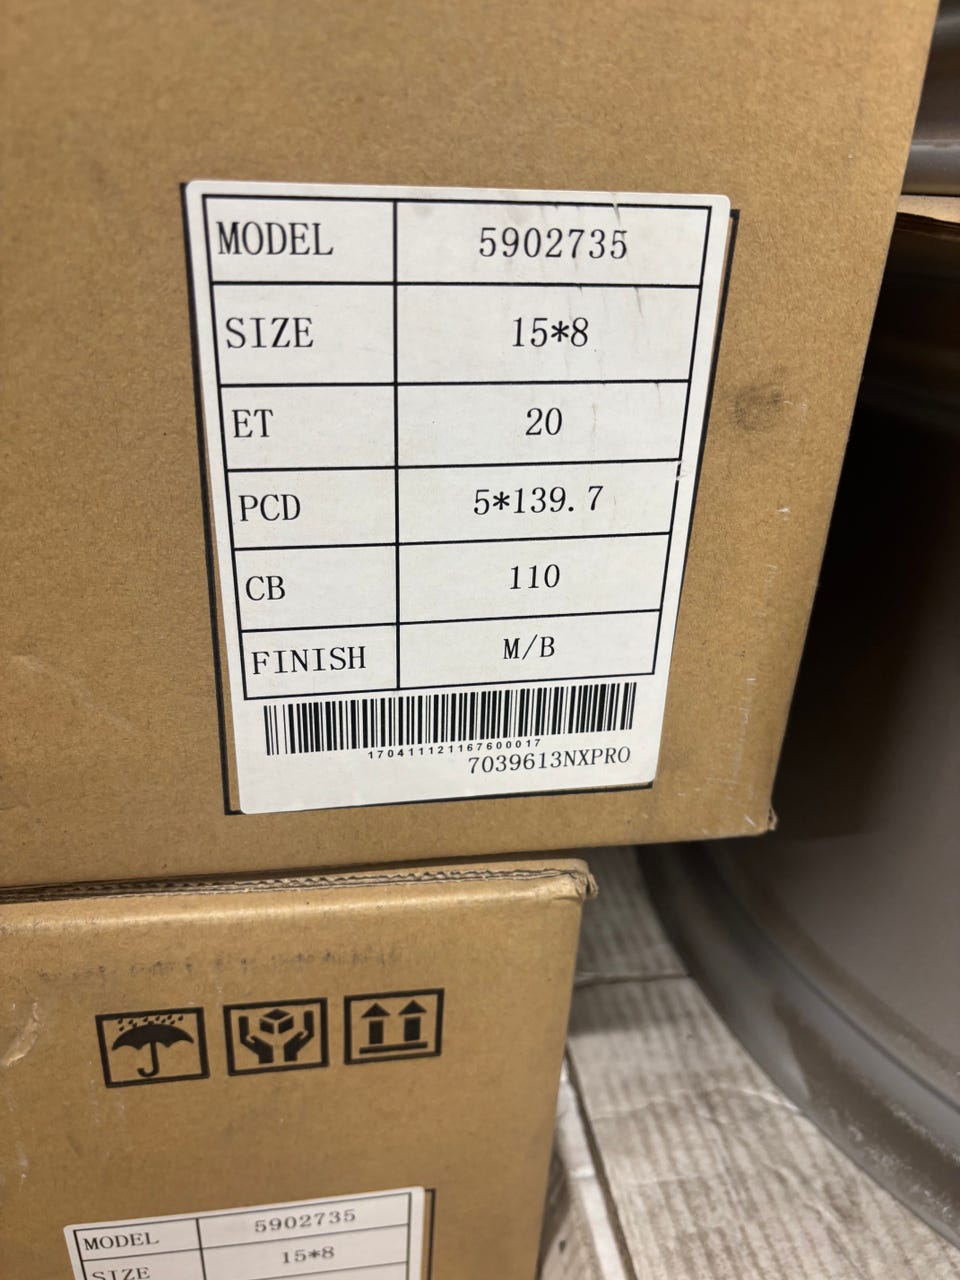 MODEL 5902735
SIZE 15*8
ET 20
PCD 5*139.7
CB 110
FINISH M/B
170411121167600017
7039613NXPRO
MODEL 5902735
SIZE 15*8